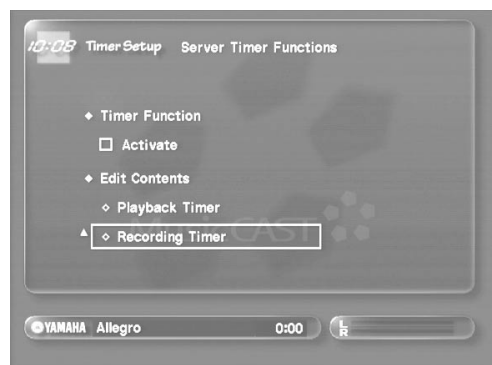 10:08 Timer Setup Server Timer Functions
Timer Function
Activate
Edit Contents
Playback Timer
Recording Timer
MusicCAST
YAMAHA Allegro 0:00 L R